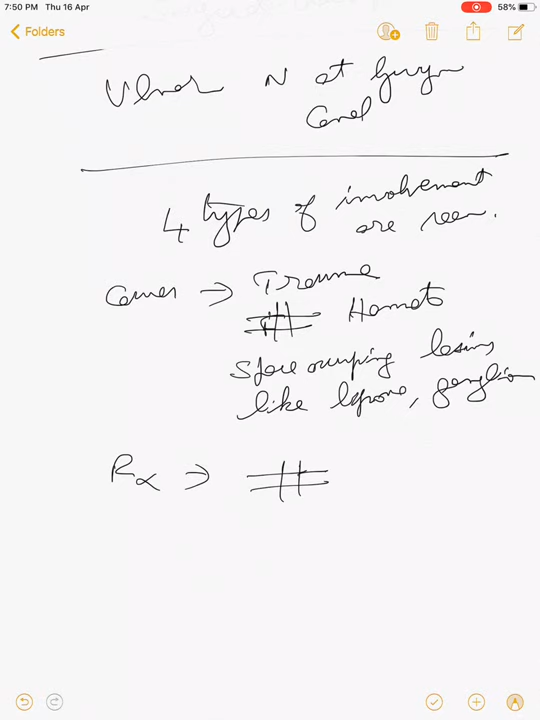 7:50 PM Thu 16 Apr
58%
Folders
Ulnar N at Guyon
Canal
4 types of involvement
are seen.
Causes → Trauma
# Hamate
space occupying lesions
like lipoma, ganglion
Rx → #